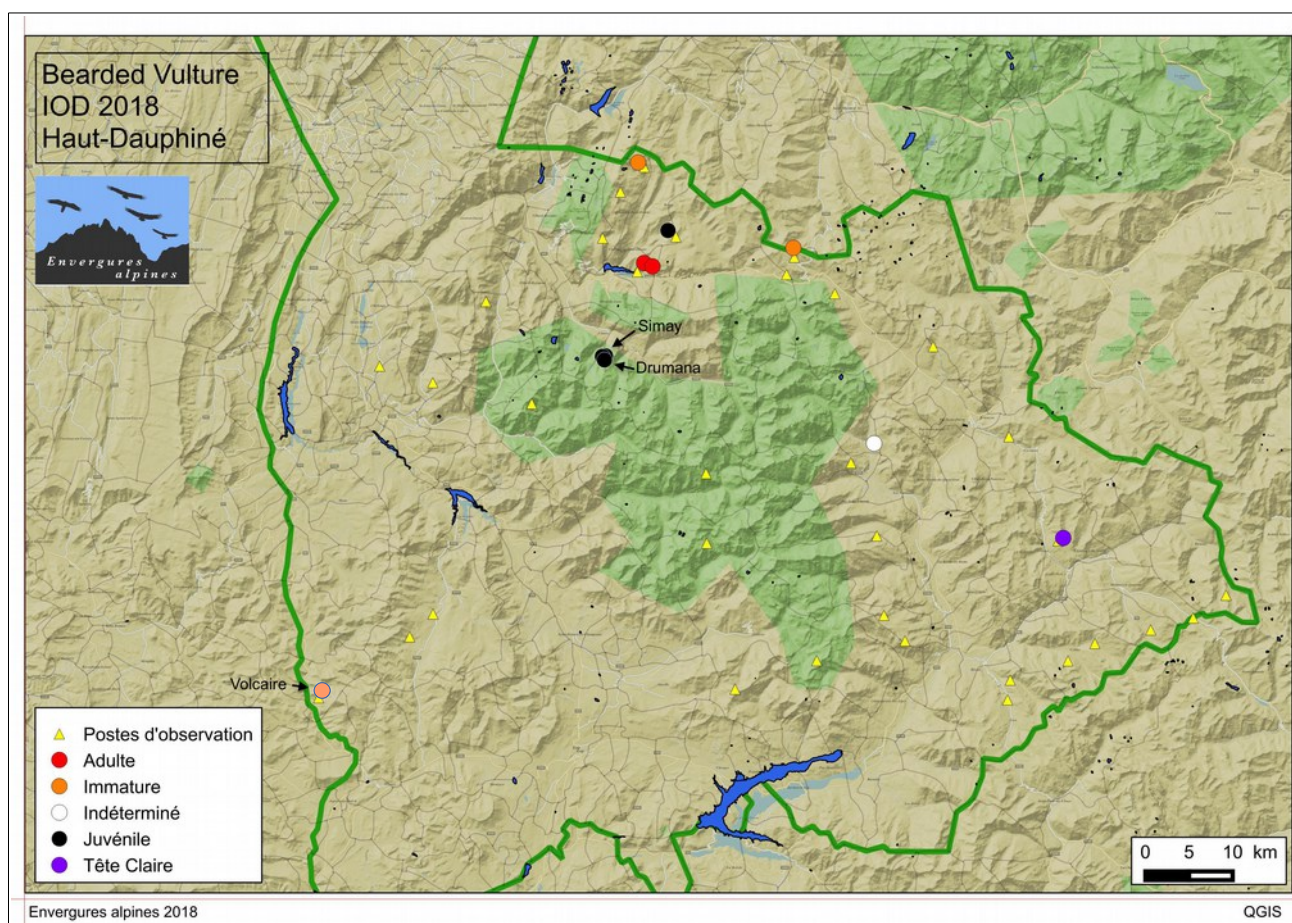 Bearded Vulture
IOD 2018
Haut-Dauphiné
Envergures
alpines
Simay
Drumana
Volcaire
Postes d'observation
Adulte
Immature
Indéterminé
Juvénile
Tête Claire
0 5 10 km
Envergures alpines 2018
QGIS